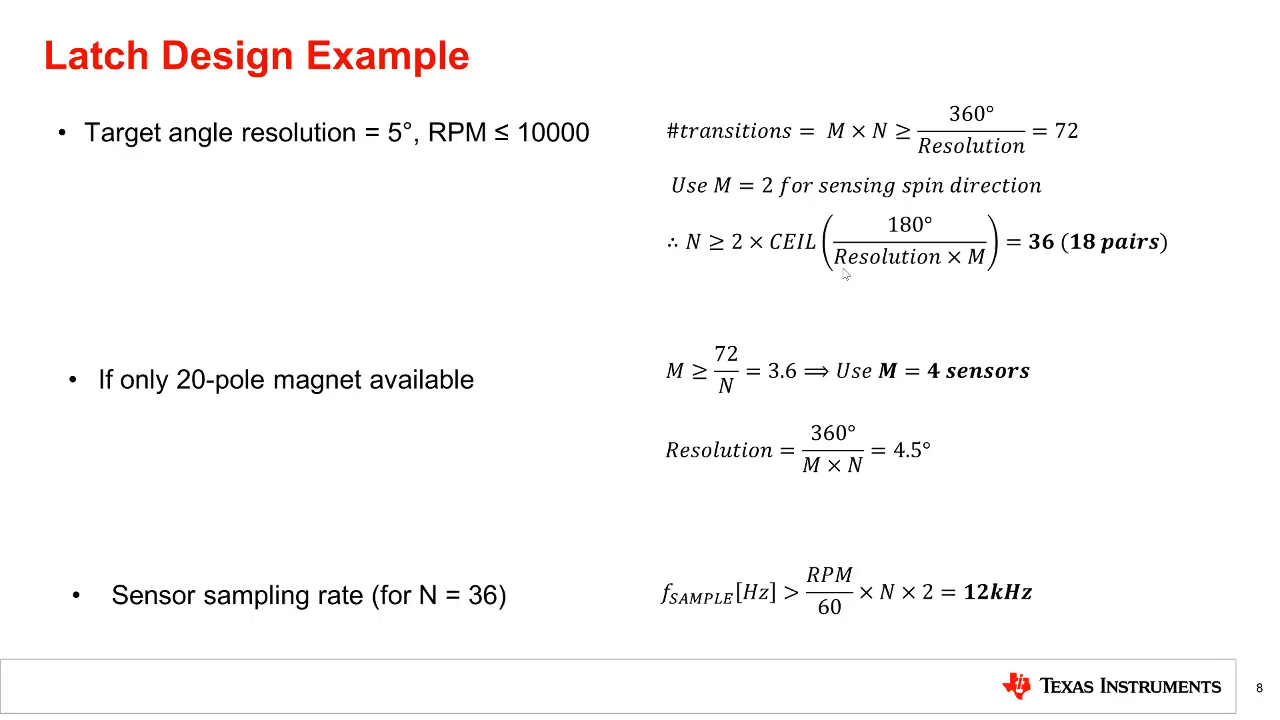 Latch Design Example
• Target angle resolution = 5°, RPM ≤ 10000
#transitions = M × N ≥ 360° / Resolution = 72
Use M = 2 for sensing spin direction
∴ N ≥ 2 × CEIL ( 180° / Resolution × M ) = 36 (18 pairs)
• If only 20-pole magnet available
M ≥ 72 / N = 3.6 ⟹ Use M = 4 sensors
Resolution = 360° / M × N = 4.5°
• Sensor sampling rate (for N = 36)
fSAMPLE[Hz] > RPM / 60 × N × 2 = 12kHz
TEXAS INSTRUMENTS
8